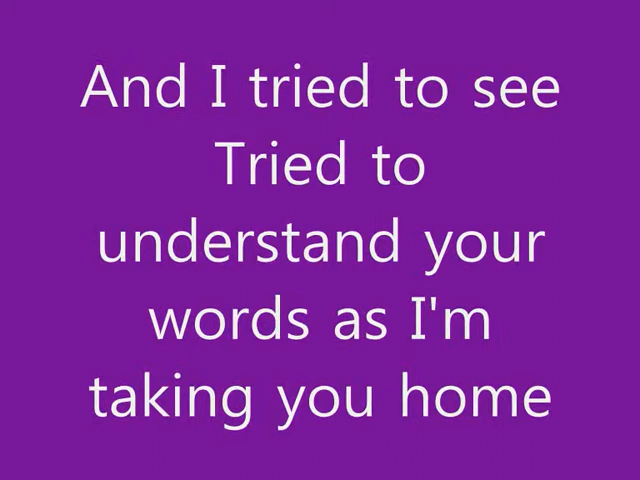 And I tried to see
Tried to
understand your
words as I'm
taking you home